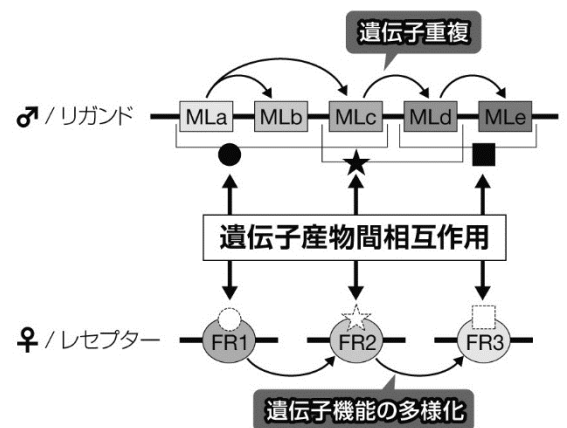 遺伝子重複
♂/リガンド
MLa MLb MLc MLd MLe
遺伝子産物間相互作用
♀/レセプター
FR1 FR2 FR3
遺伝子機能の多様化